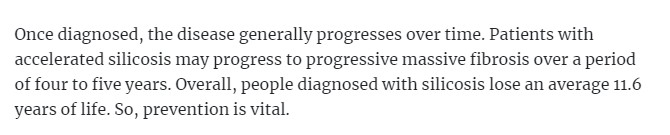 Once diagnosed, the disease generally progresses over time. Patients with
accelerated silicosis may progress to progressive massive fibrosis over a period
of four to five years. Overall, people diagnosed with silicosis lose an average 11.6
years of life. So, prevention is vital.